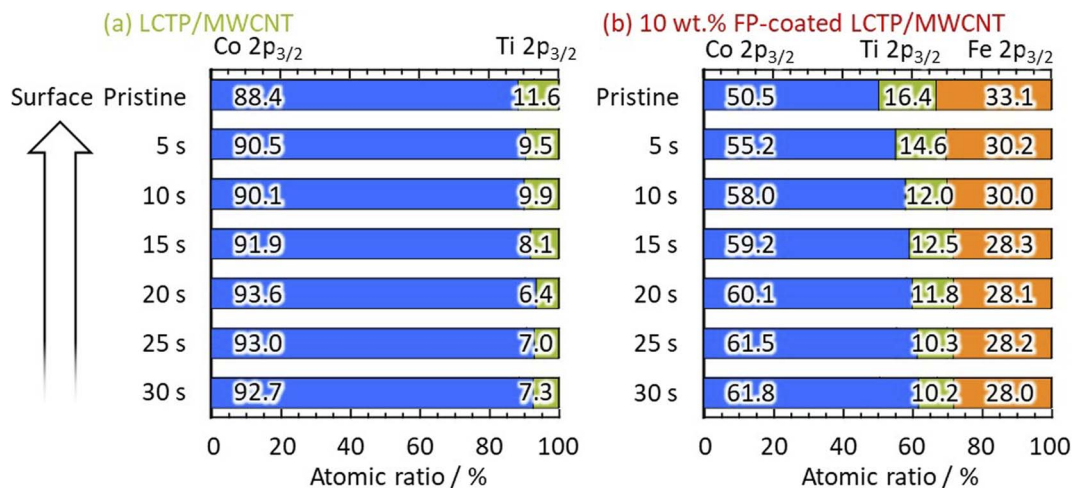 (a) LCTP/MWCNT
Co 2p3/2 Ti 2p3/2
Surface Pristine 88.4 11.6
5 s 90.5 9.5
10 s 90.1 9.9
15 s 91.9 8.1
20 s 93.6 6.4
25 s 93.0 7.0
30 s 92.7 7.3
0 20 40 60 80 100
Atomic ratio / %
(b) 10 wt.% FP-coated LCTP/MWCNT
Co 2p3/2 Ti 2p3/2 Fe 2p3/2
Pristine 50.5 16.4 33.1
5 s 55.2 14.6 30.2
10 s 58.0 12.0 30.0
15 s 59.2 12.5 28.3
20 s 60.1 11.8 28.1
25 s 61.5 10.3 28.2
30 s 61.8 10.2 28.0
0 20 40 60 80 100
Atomic ratio / %